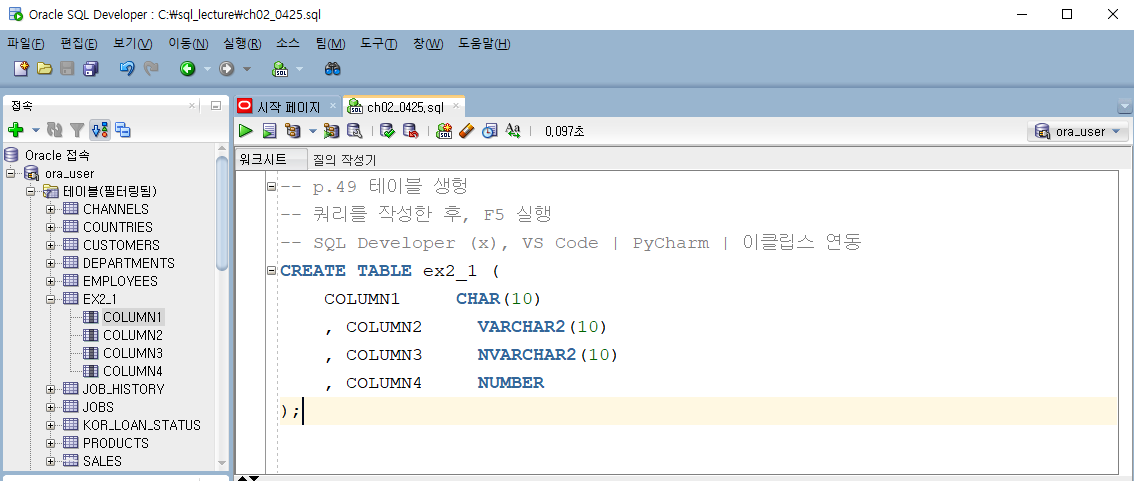 Oracle SQL Developer : C:₩sql_lecture₩ch02_0425.sql
파일(F) 편집(E) 보기(V) 이동(N) 실행(R) 소스 팀(M) 도구(T) 창(W) 도움말(H)
접속
시작 페이지
ch02_0425.sql
0,097초
ora_user
워크시트
질의 작성기
Oracle 접속
ora_user
테이블(필터링됨)
CHANNELS
COUNTRIES
CUSTOMERS
DEPARTMENTS
EMPLOYEES
EX2_1
COLUMN1
COLUMN2
COLUMN3
COLUMN4
JOB_HISTORY
JOBS
KOR_LOAN_STATUS
PRODUCTS
SALES
-- p.49 테이블 생형
-- 쿼리를 작성한 후, F5 실행
-- SQL Developer (x), VS Code | PyCharm | 이클립스 연동
CREATE TABLE ex2_1 (
COLUMN1 CHAR(10)
, COLUMN2 VARCHAR2(10)
, COLUMN3 NVARCHAR2(10)
, COLUMN4 NUMBER
);